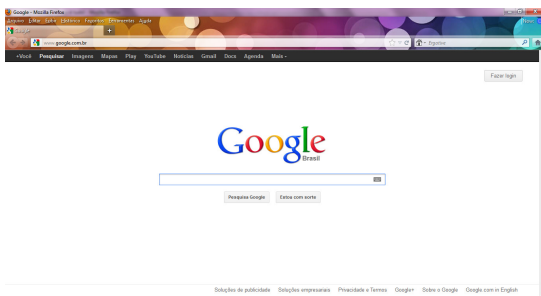 Google - Mozilla Firefox
Arquivo Editar Exibir Histórico Favoritos Ferramentas Ajuda
Google
www.google.com.br
+Você Pesquisar Imagens Mapas Play YouTube Notícias Gmail Docs Agenda Mais
Fazer login
Google
Brasil
Pesquisa Google Estou com sorte
Soluções de publicidade Soluções empresariais Privacidade e Termos Google+ Sobre o Google Google.com in English